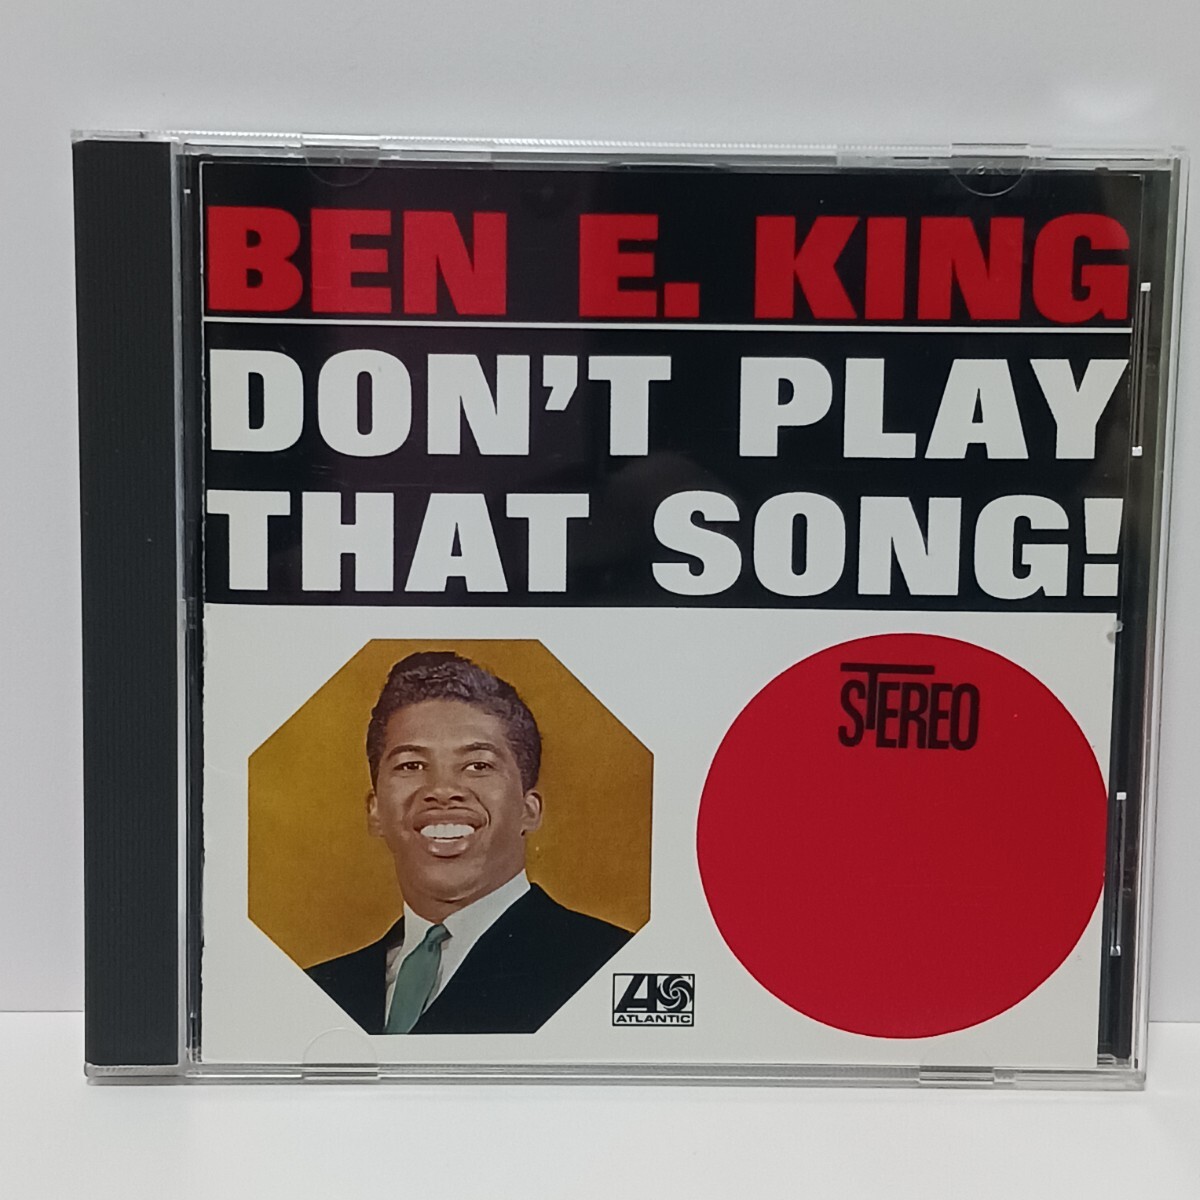 BEN E. KING
DON'T PLAY
THAT SONG!
STEREO
ATLANTIC